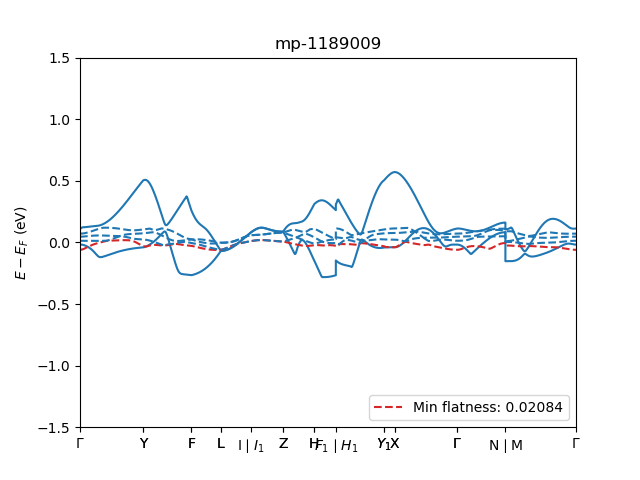 mp-1189009
E − E_F (eV)
1.5
1.0
0.5
0.0
−0.5
−1.0
−1.5
Min flatness: 0.02084
Γ Y F L I | I₁ Z H F₁ | H₁ Y₁ X Γ N | M Γ